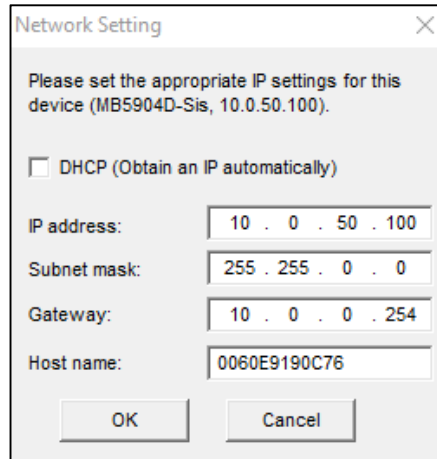 Network Setting
Please set the appropriate IP settings for this
device (MB5904D-Sis, 10.0.50.100).
DHCP (Obtain an IP automatically)
IP address: 10 . 0 . 50 . 100
Subnet mask: 255 . 255 . 0 . 0
Gateway: 10 . 0 . 0 . 254
Host name: 0060E9190C76
OK Cancel